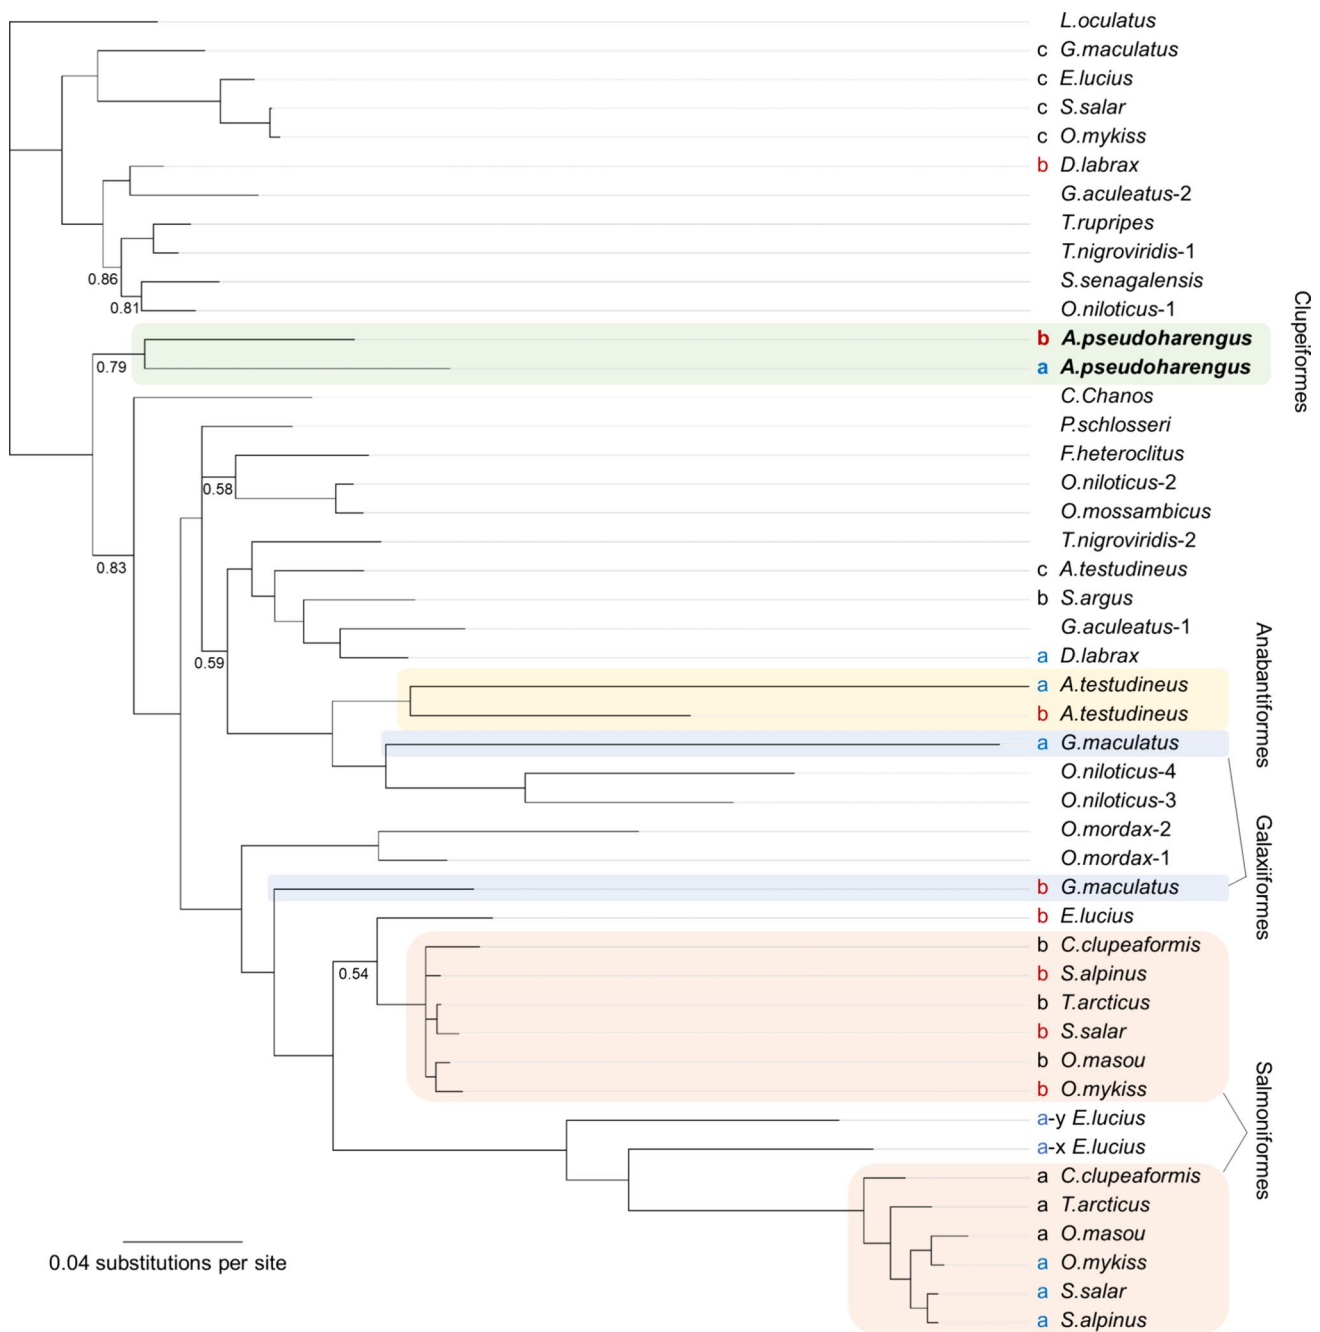 L.oculatus
c G.maculatus
c E.lucius
c S.salar
c O.mykiss
b D.labrax
G.aculeatus-2
T.rupripes
T.nigroviridis-1
0.86
S.senagalensis
0.81
O.niloticus-1
b A.pseudoharengus
0.79
a A.pseudoharengus
Clupeiformes
C.Chanos
P.schlosseri
F.heteroclitus
0.58
O.niloticus-2
O.mossambicus
T.nigroviridis-2
0.83
c A.testudineus
b S.argus
G.aculeatus-1
0.59
a D.labrax
a A.testudineus
b A.testudineus
Anabantiformes
a G.maculatus
O.niloticus-4
O.niloticus-3
O.mordax-2
O.mordax-1
b G.maculatus
Galaxiiformes
b E.lucius
b C.clupeaformis
0.54
b S.alpinus
b T.arcticus
b S.salar
b O.masou
b O.mykiss
a-y E.lucius
a-x E.lucius
Salmoniformes
a C.clupeaformis
a T.arcticus
a O.masou
a O.mykiss
a S.salar
a S.alpinus
0.04 substitutions per site